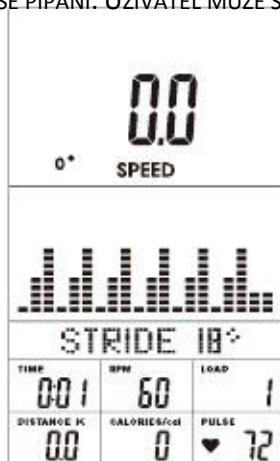 SE PÍPÁNÍ. UŽIVATEL MŮŽE S
0.0
0° SPEED
STRIDE 18"
TIME RPM LOAD
0:01 60 1
DISTANCE K CALORIES/cal PULSE
0.0 0 72